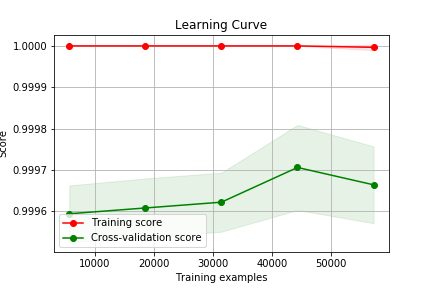 Learning Curve
1.0000
0.9999
0.9998
0.9997
0.9996
Score
Training score
Cross-validation score
10000 20000 30000 40000 50000
Training examples